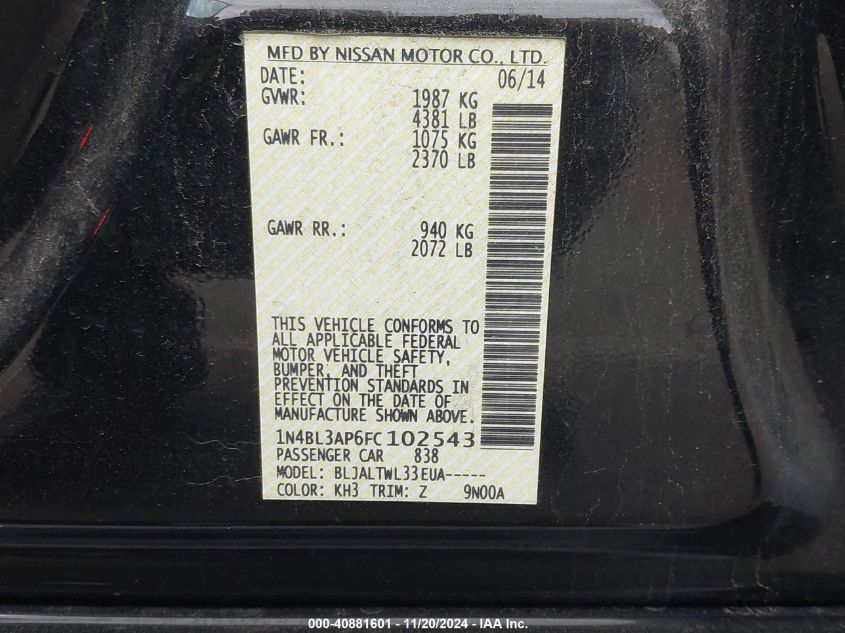 MFD BY NISSAN MOTOR CO., LTD.
DATE: 06/14
GVWR: 1987 KG
4381 LB
GAWR FR.: 1075 KG
2370 LB
GAWR RR.: 940 KG
2072 LB
THIS VEHICLE CONFORMS TO
ALL APPLICABLE FEDERAL
MOTOR VEHICLE SAFETY,
BUMPER, AND THEFT
PREVENTION STANDARDS IN
EFFECT ON THE DATE OF
MANUFACTURE SHOWN ABOVE.
1N4BL3AP6FC102543
PASSENGER CAR 838
MODEL: BLJALTWL33EUA-----
COLOR: KH3 TRIM: Z 9N00A
000-40881601 - 11/20/2024 - IAA Inc.